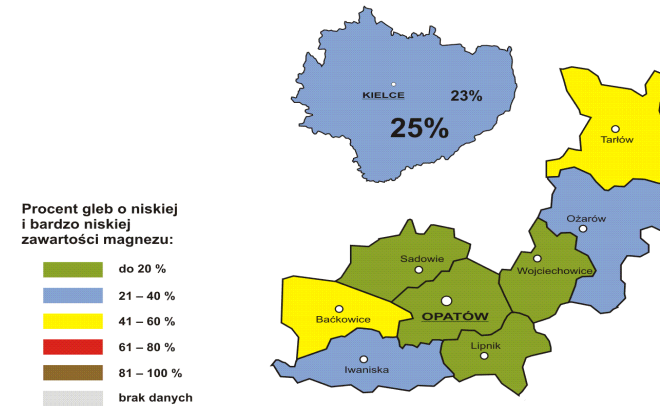 KIELCE
23%
25%
Tarłów
Procent gleb o niskiej
i bardzo niskiej
zawartości magnezu:
do 20 %
21 – 40 %
41 – 60 %
61 – 80 %
81 – 100 %
brak danych
Ożarów
Sadowie
Wojciechowice
Baćkowice
OPATÓW
Lipnik
Iwaniska